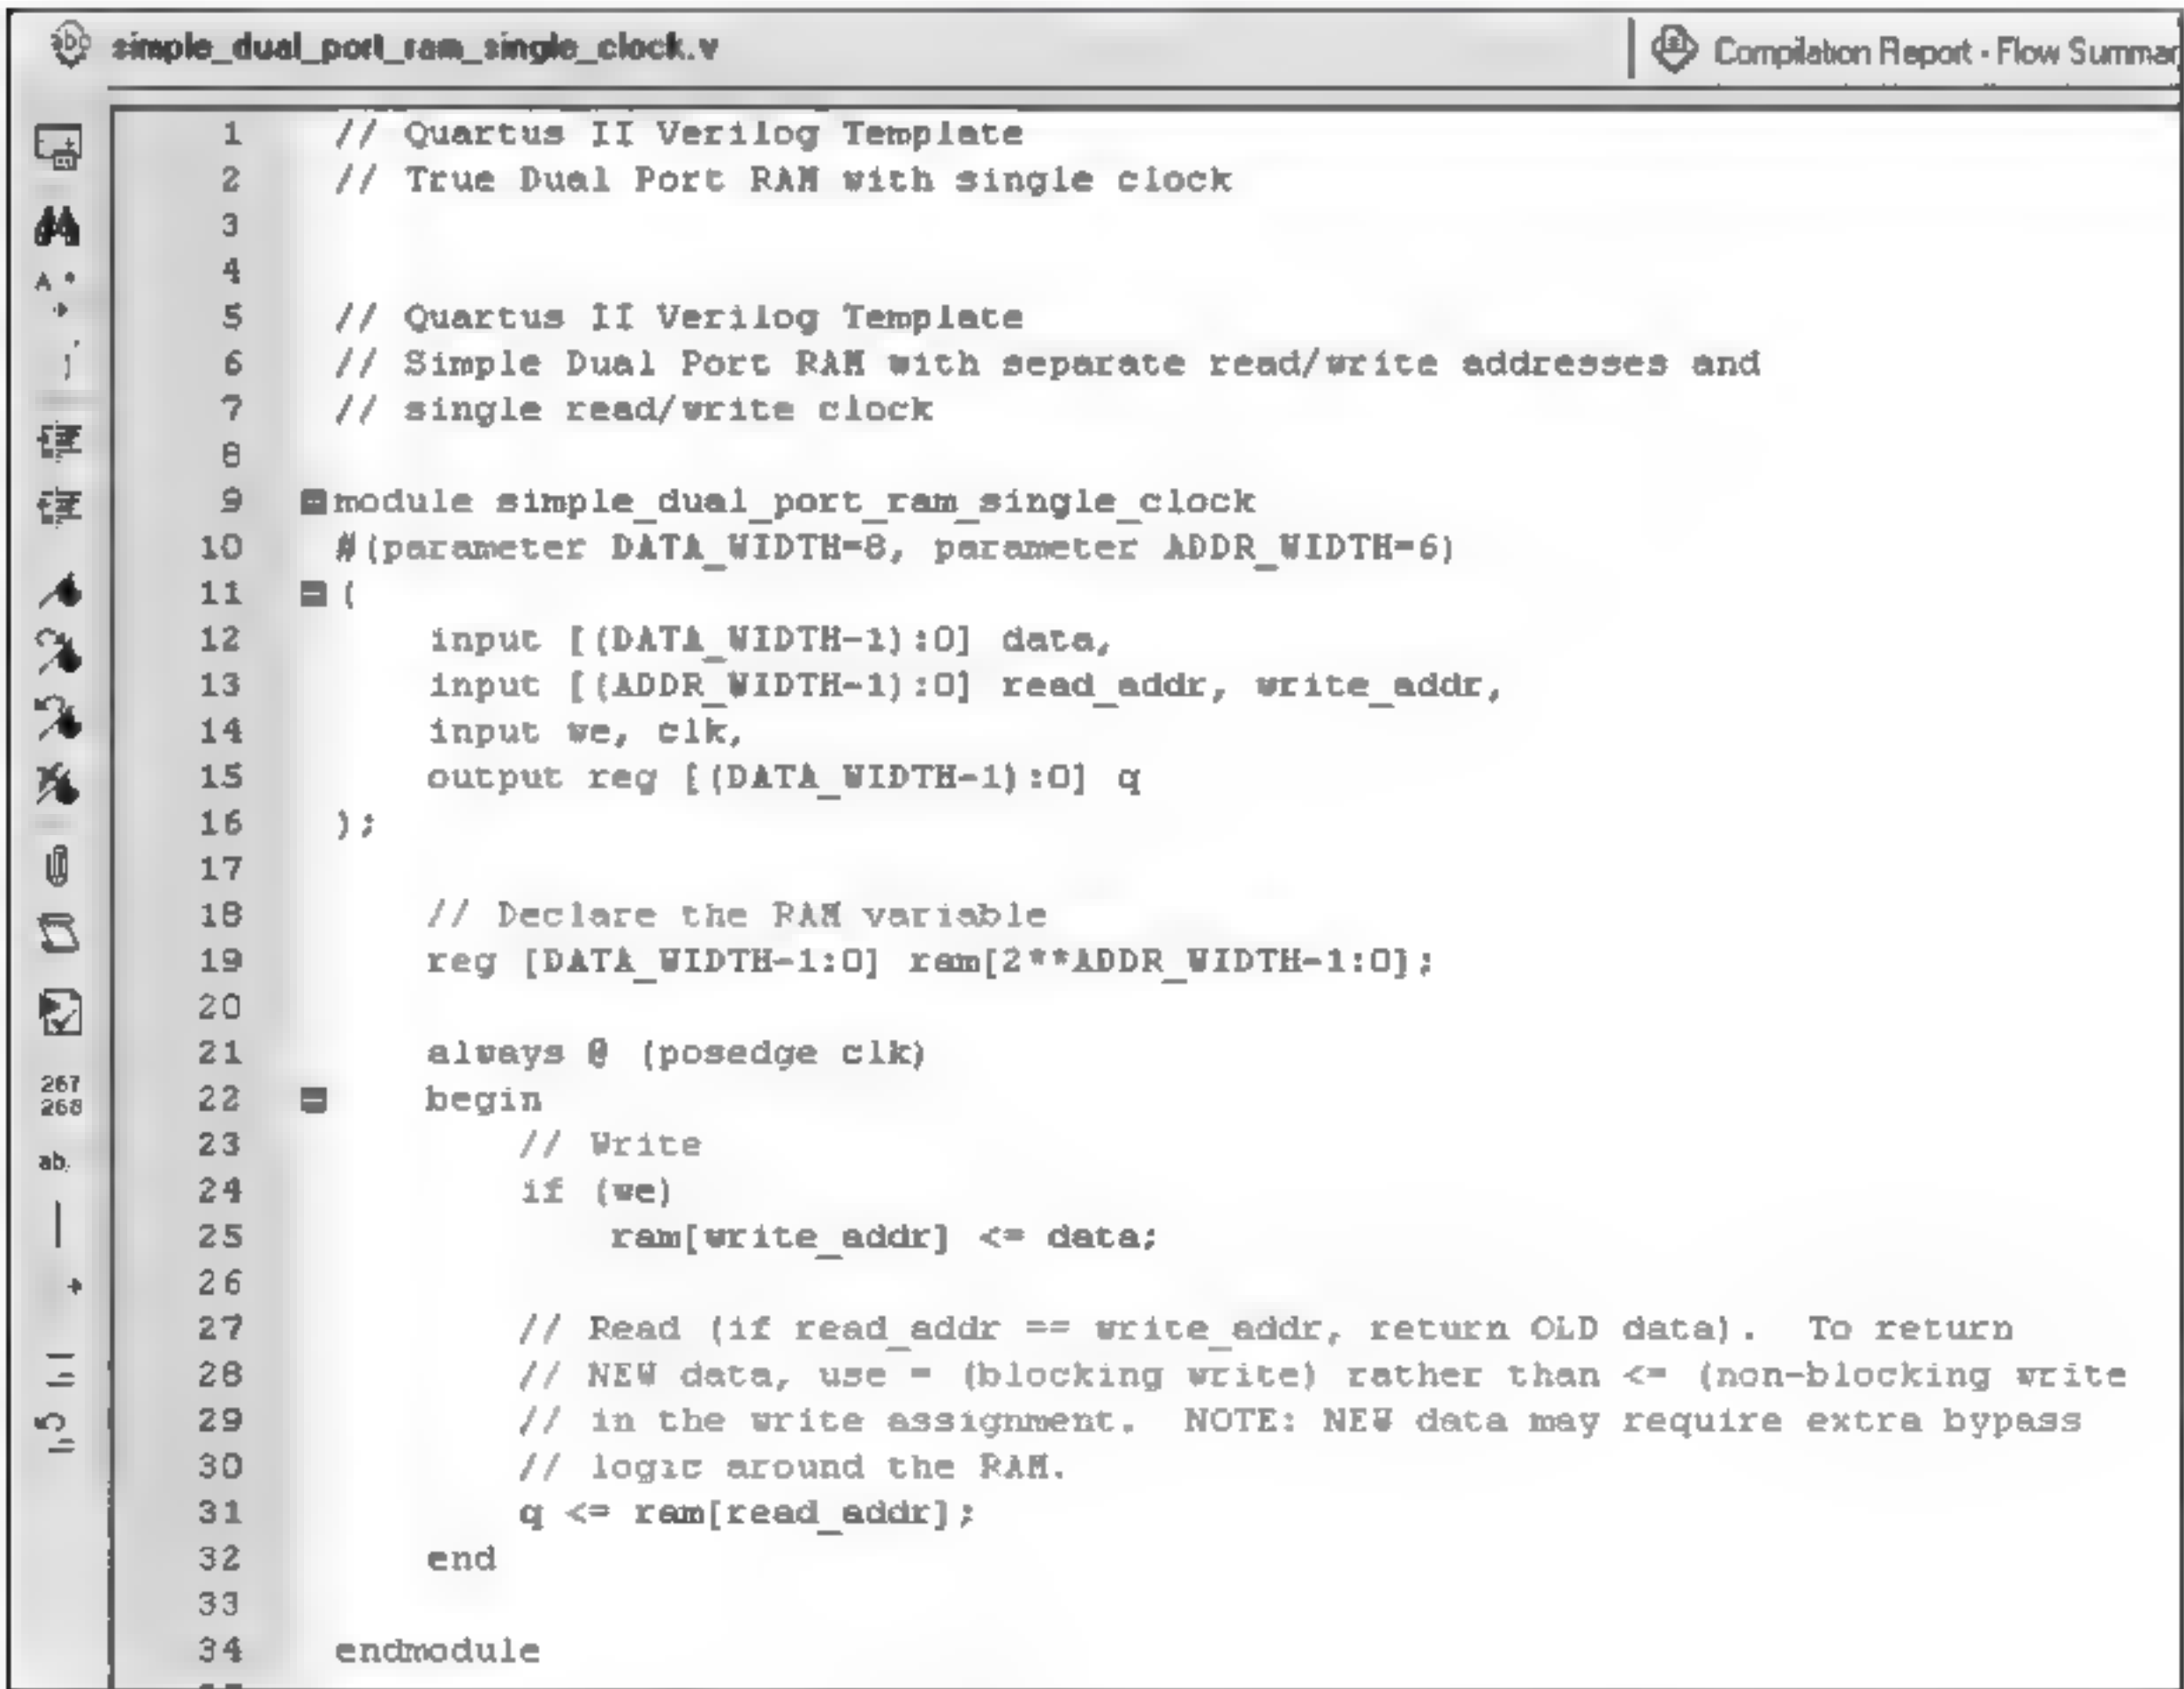 simple_dual_port_ram_single_clock.v
Compilation Report - Flow Summar
1 // Quartus II Verilog Template
2 // True Dual Port RAM with single clock
3
4
5 // Quartus II Verilog Template
6 // Simple Dual Port RAM with separate read/write addresses and
7 // single read/write clock
8
9 module simple_dual_port_ram_single_clock
10 #(parameter DATA_WIDTH=8, parameter ADDR_WIDTH=6)
11 (
12 input [(DATA_WIDTH-1):0] data,
13 input [(ADDR_WIDTH-1):0] read_addr, write_addr,
14 input we, clk,
15 output reg [(DATA_WIDTH-1):0] q
16 );
17
18 // Declare the RAM variable
19 reg [DATA_WIDTH-1:0] ram[2**ADDR_WIDTH-1:0];
20
21 always @ (posedge clk)
22 begin
23 // Write
24 if (we)
25 ram[write_addr] <= data;
26
27 // Read (if read_addr == write_addr, return OLD data). To return
28 // NEW data, use = (blocking write) rather than <= (non-blocking write
29 // in the write assignment. NOTE: NEW data may require extra bypass
30 // logic around the RAM.
31 q <= ram[read_addr];
32 end
33
34 endmodule
267
268
ab